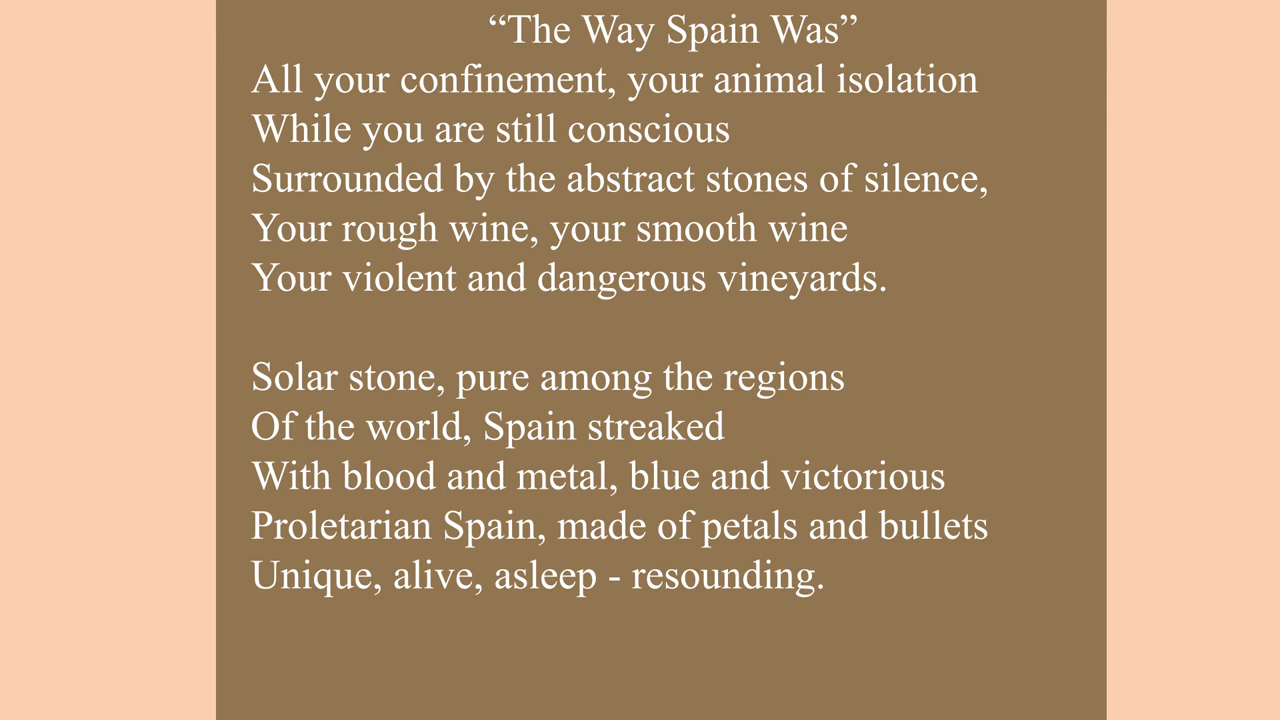 “The Way Spain Was”
All your confinement, your animal isolation
While you are still conscious
Surrounded by the abstract stones of silence,
Your rough wine, your smooth wine
Your violent and dangerous vineyards.
Solar stone, pure among the regions
Of the world, Spain streaked
With blood and metal, blue and victorious
Proletarian Spain, made of petals and bullets
Unique, alive, asleep - resounding.